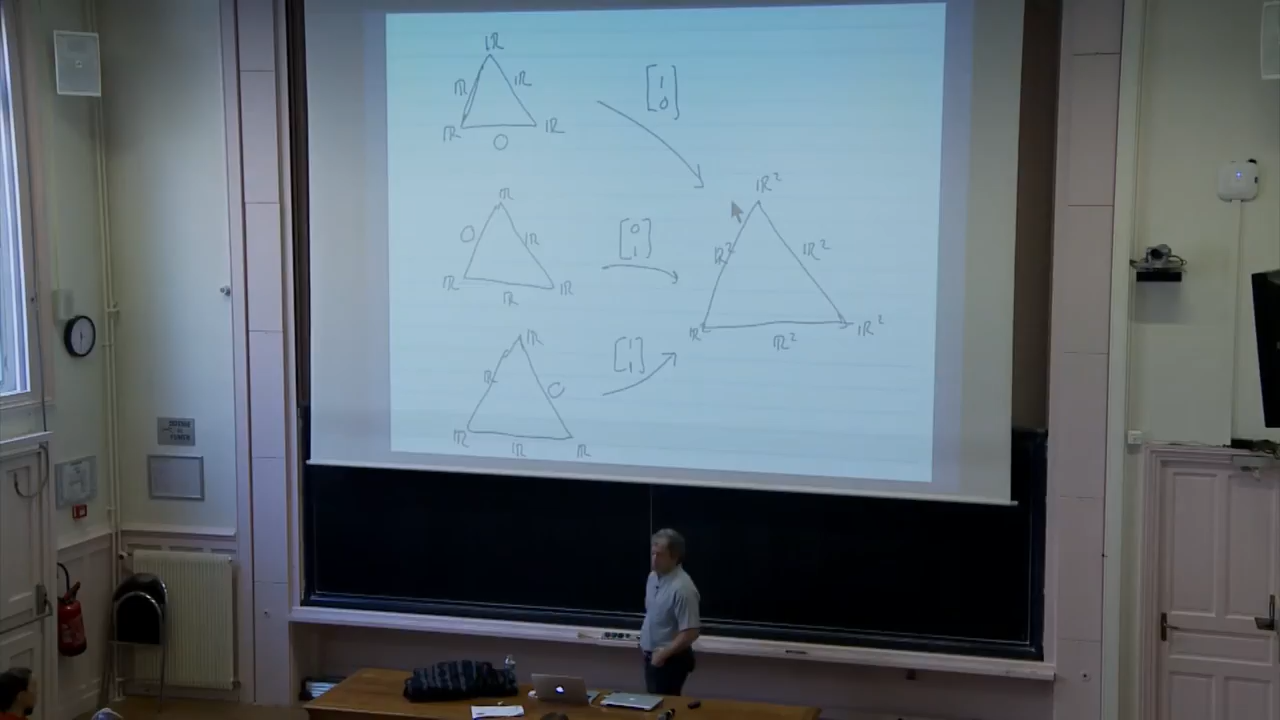 ℝ
ℝ ℝ
ℝ ℝ
0
[1 0]
ℝ
0 ℝ
ℝ ℝ
ℝ
[0 1]
ℝ
ℝ 0
ℝ ℝ
ℝ
[1 1]
ℝ²
ℝ² ℝ²
ℝ² ℝ²
ℝ²